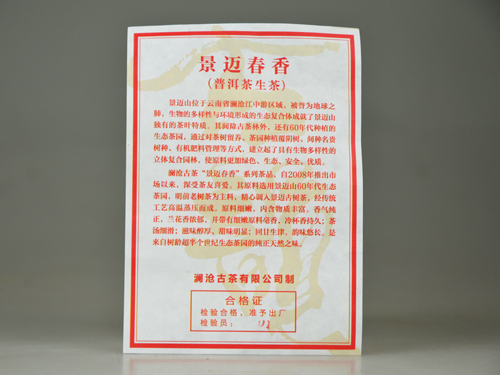 景迈春香
（普洱茶生茶）
景迈山位于云南省澜沧江中游区域，被誉为地球之
肺，生物的多样性与环境形成的生态复合体成就了景迈山
独有的茶叶特质。其间除古茶林外，还有60年代种植的
生态茶园，通过对茶树留养、茶园种植覆荫树、间种名贵
树种、有机肥料管理等方式，建立起了具有生物多样性的
立体复合园林，使原料更加绿色、生态、安全、优质。
澜沧古茶“景迈春香”系列茶品，自2008年推出市
场以来，深受茶友喜爱。其原料选用景迈山60年代生态
茶园，明前老树茶为主料，精心调入景迈古树茶，经传统
工艺高温蒸压而成。原料细嫩，内含物质丰富。香气纯
正，兰花香浓郁，并带有细嫩原料毫香，冷杯香持久；茶
汤细滑；滋味醇厚、甜味明显；回甘生津，韵味悠长。是
来自树龄超半个世纪生态茶园的纯正天然之味。
澜沧古茶有限公司制
合格证
检验合格，准予出厂
检验员：